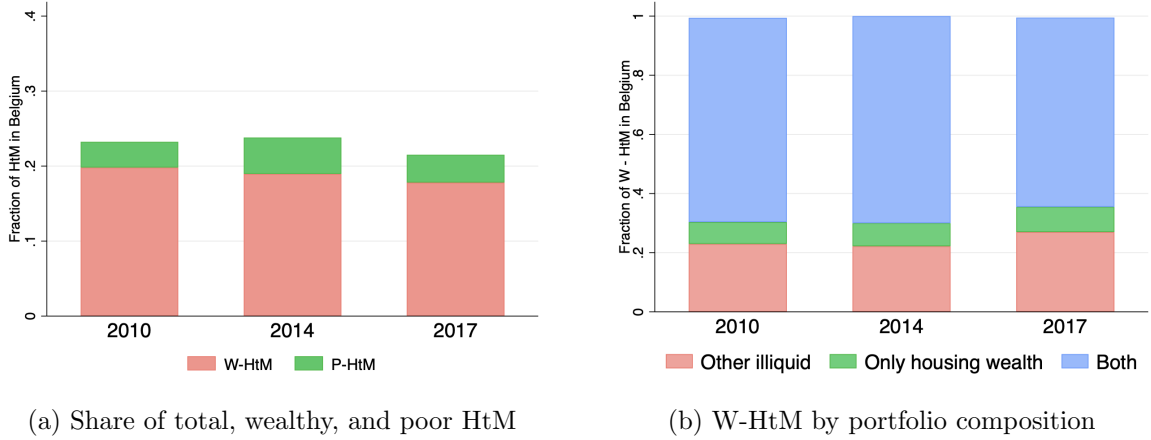 Fraction of HtM in Belgium
.4
.3
.2
.1
0
2010 2014 2017
W-HtM P-HtM
(a) Share of total, wealthy, and poor HtM
Fraction of W - HtM in Belgium
1
.8
.6
.4
.2
0
2010 2014 2017
Other illiquid Only housing wealth Both
(b) W-HtM by portfolio composition